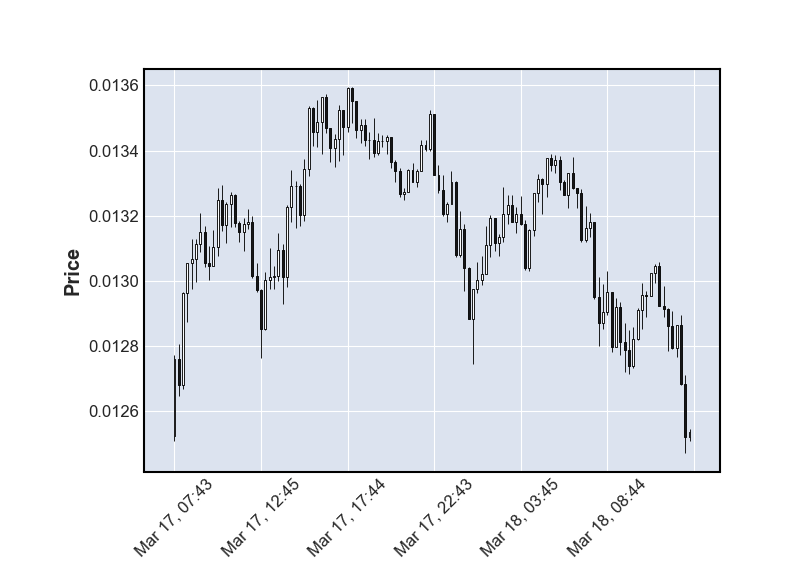 0.0136
0.0134
0.0132
0.0130
0.0128
0.0126
Price
Mar 17, 07:43
Mar 17, 12:45
Mar 17, 17:44
Mar 17, 22:43
Mar 18, 03:45
Mar 18, 08:44